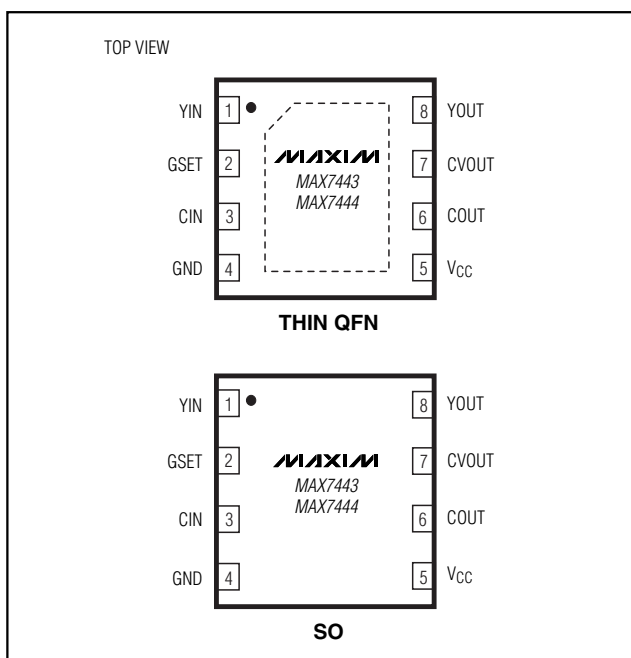 TOP VIEW
YIN 1 8 YOUT
GSET 2 MAXIM 7 CVOUT
MAX7443
MAX7444
CIN 3 6 COUT
GND 4 5 VCC
THIN QFN
YIN 1 8 YOUT
GSET 2 MAXIM 7 CVOUT
MAX7443
MAX7444
CIN 3 6 COUT
GND 4 5 VCC
SO